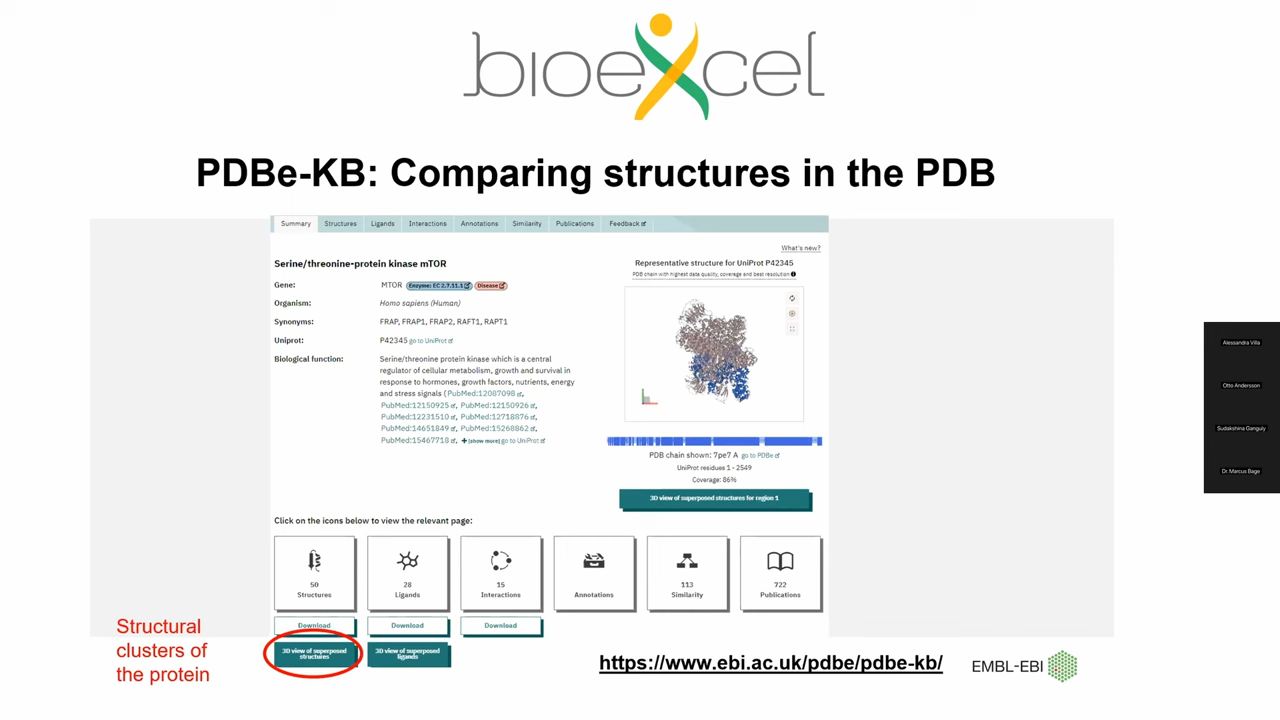 bioexcel
PDBe-KB: Comparing structures in the PDB
Summary Structures Ligands Interactions Annotations Similarity Publications Feedback
What's new?
Serine/threonine-protein kinase mTOR
Gene: MTOR Enzyme: EC 2.7.11.1 Disease
Organism: Homo sapiens (Human)
Synonyms: FRAP, FRAP1, FRAP2, RAFT1, RAPT1
Uniprot: P42345 go to UniProt
Biological function: Serine/threonine protein kinase which is a central
regulator of cellular metabolism, growth and survival in
response to hormones, growth factors, nutrients, energy
and stress signals (PubMed:12087098,
PubMed:12150925, PubMed:12150926,
PubMed:12231510, PubMed:12718876,
PubMed:14651849, PubMed:15268862,
PubMed:15467718, +[show more] go to UniProt
Representative structure for UniProt P42345
PDB chain with highest data quality, coverage and best resolution
PDB chain shown: 7pe7 A go to PDBe
UniProt residues 1 - 2549
Coverage: 86%
3D view of superposed structures for region 1
Click on the icons below to view the relevant page:
50
Structures
28
Ligands
15
Interactions
Annotations
113
Similarity
722
Publications
Download Download Download
3D view of superposed
structures
3D view of superposed
ligands
Structural
clusters of
the protein
https://www.ebi.ac.uk/pdbe/pdbe-kb/
EMBL-EBI
Alessandra Villa
Otto Andersson
Sudakshina Ganguly
Dr. Marcus Bage